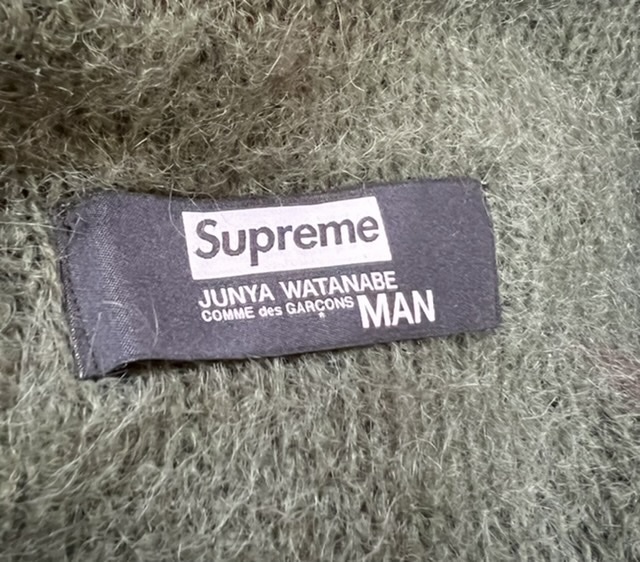 Supreme
JUNYA WATANABE
COMME des GARÇONS MAN